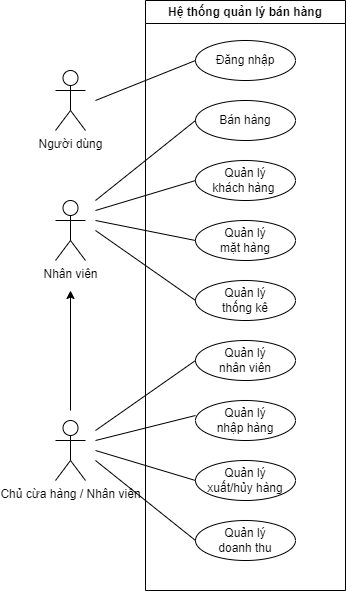 Hệ thống quản lý bán hàng
Đăng nhập
Người dùng
Bán hàng
Quản lý
khách hàng
Nhân viên
Quản lý
mặt hàng
Quản lý
thống kê
Quản lý
nhân viên
Quản lý
nhập hàng
Chủ cửa hàng / Nhân viên
Quản lý
xuất/hủy hàng
Quản lý
doanh thu